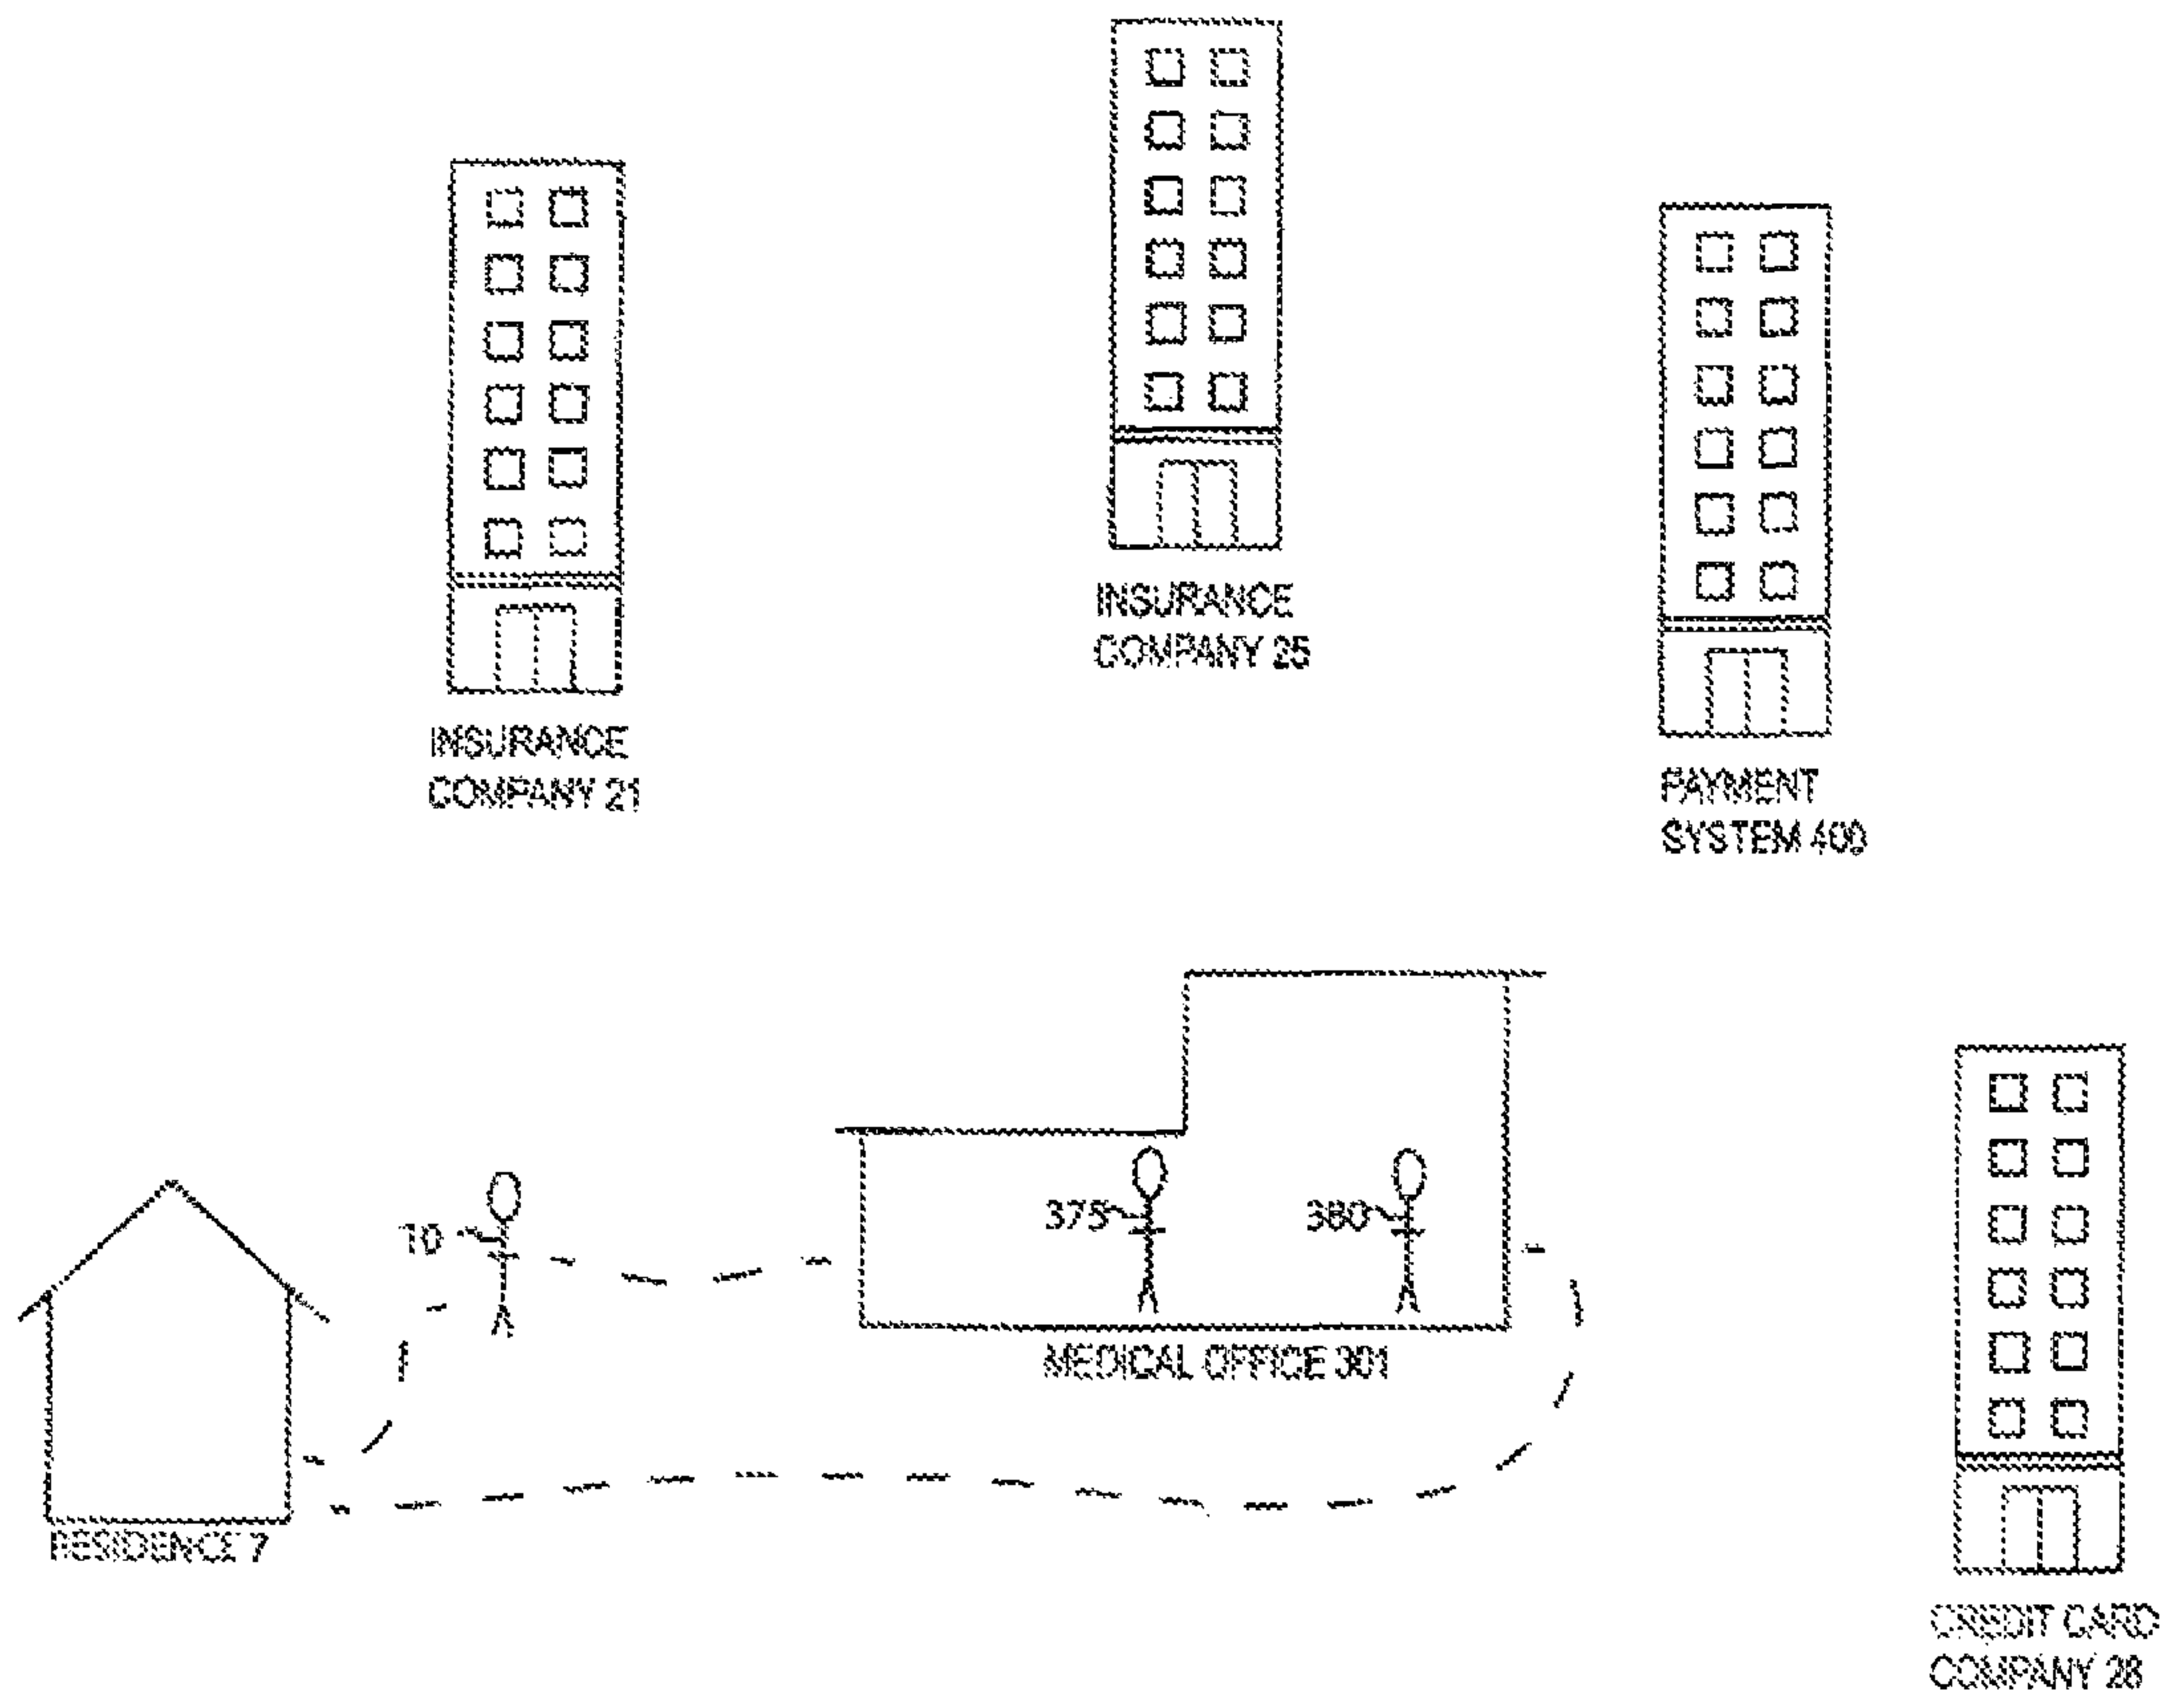 INSURANCE
COMPANY 25
INSURANCE
COMPANY 21
PAYMENT
SYSTEM 400
10
375
380
MEDICAL OFFICE 301
RESIDENCE 7
CREDIT CARD
COMPANY 28